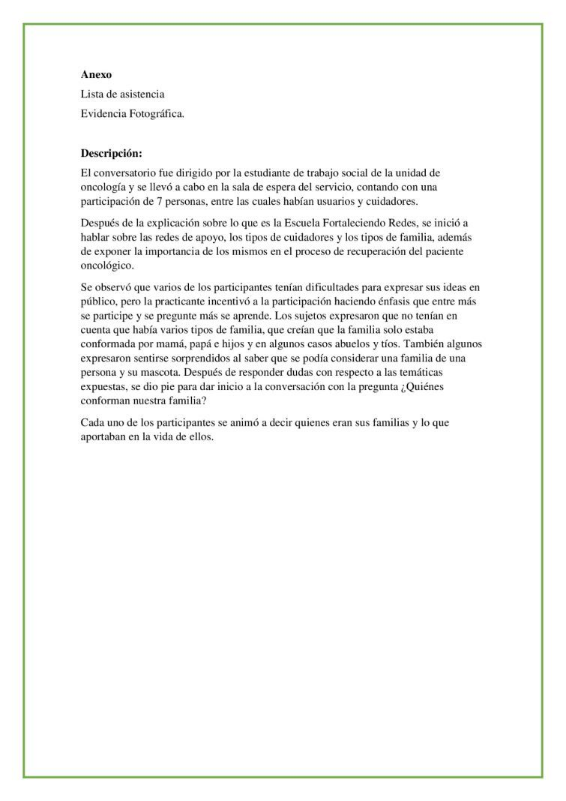 Anexo
Lista de asistencia
Evidencia Fotográfica.
Descripción:
El conversatorio fue dirigido por la estudiante de trabajo social de la unidad de
oncología y se llevó a cabo en la sala de espera del servicio, contando con una
participación de 7 personas, entre las cuales habían usuarios y cuidadores.
Después de la explicación sobre lo que es la Escuela Fortaleciendo Redes, se inició a
hablar sobre las redes de apoyo, los tipos de cuidadores y los tipos de familia, además
de exponer la importancia de los mismos en el proceso de recuperación del paciente
oncológico.
Se observó que varios de los participantes tenían dificultades para expresar sus ideas en
público, pero la practicante incentivó a la participación haciendo énfasis que entre más
se participe y se pregunte más se aprende. Los sujetos expresaron que no tenían en
cuenta que había varios tipos de familia, que creían que la familia solo estaba
conformada por mamá, papá e hijos y en algunos casos abuelos y tíos. También algunos
expresaron sentirse sorprendidos al saber que se podía considerar una familia de una
persona y su mascota. Después de responder dudas con respecto a las temáticas
expuestas, se dio pie para dar inicio a la conversación con la pregunta ¿Quiénes
conforman nuestra familia?
Cada uno de los participantes se animó a decir quienes eran sus familias y lo que
aportaban en la vida de ellos.